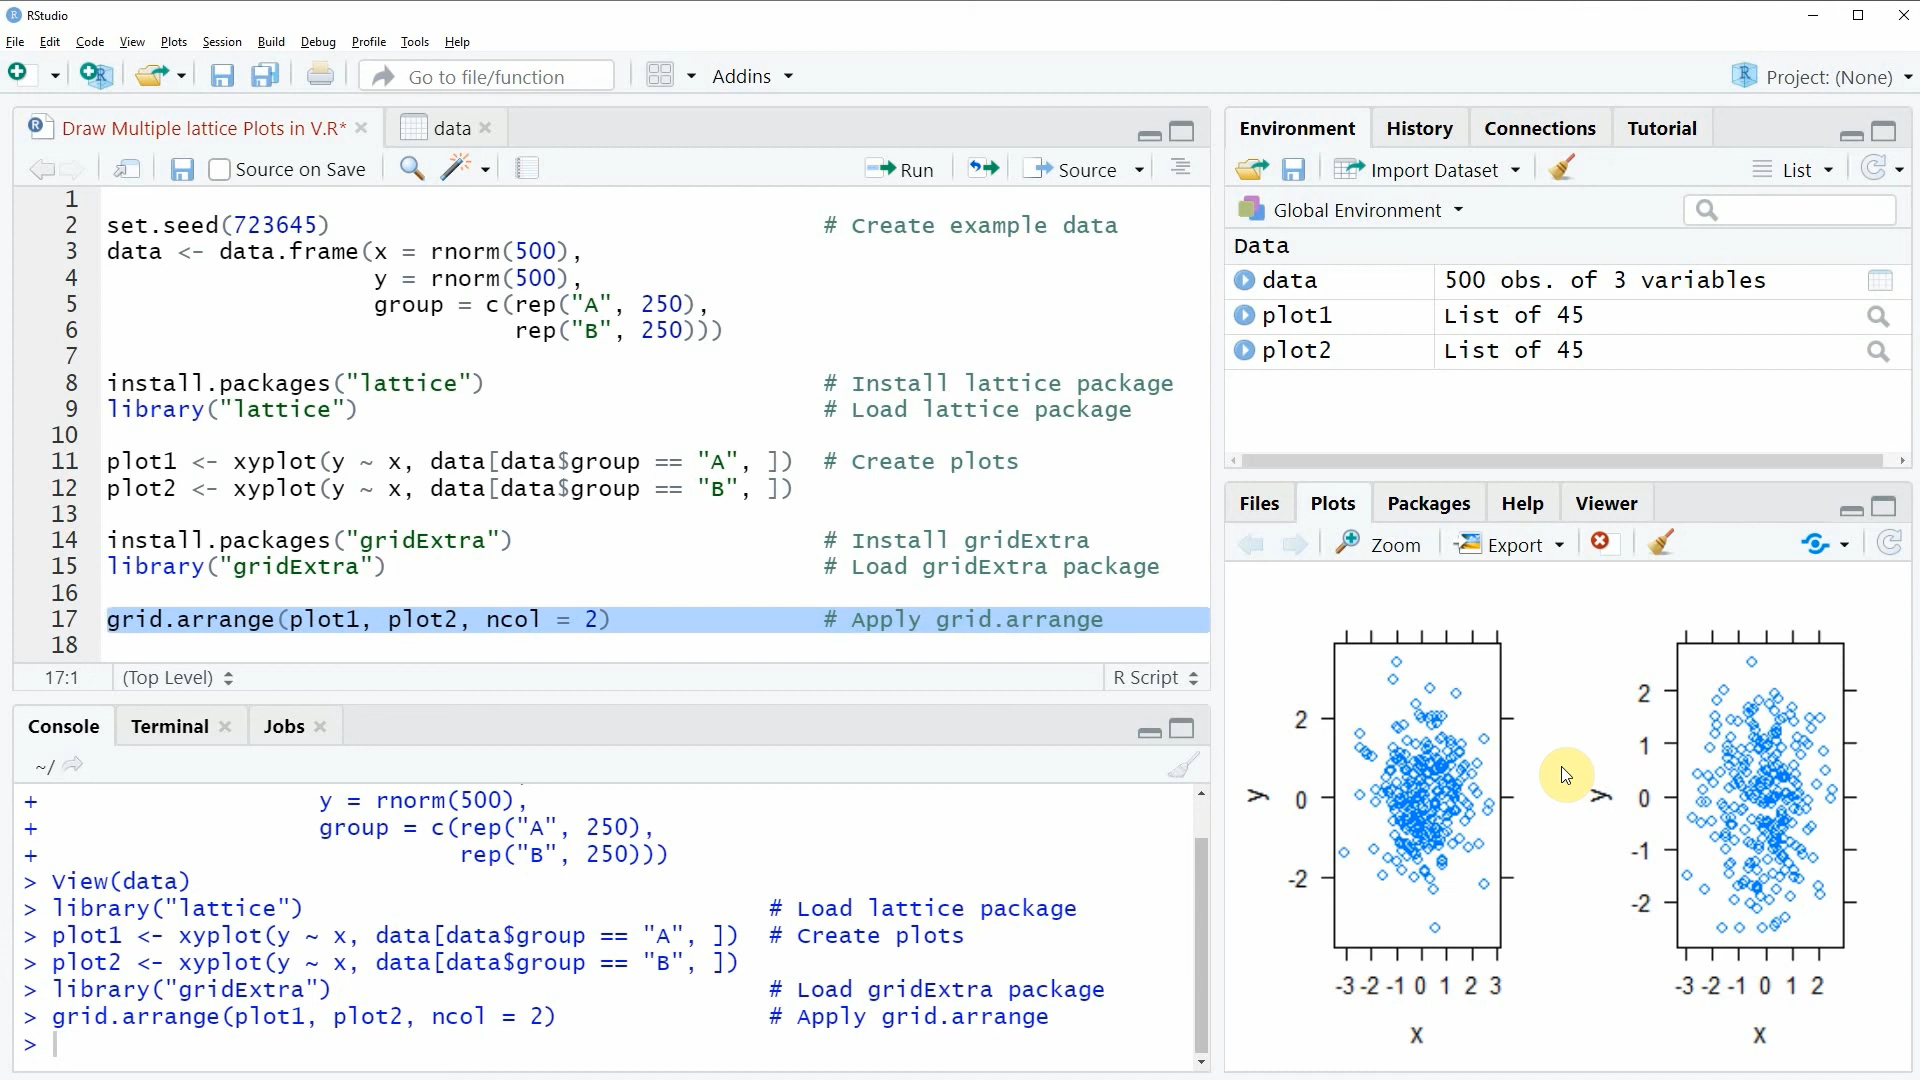 RStudio
File Edit Code View Plots Session Build Debug Profile Tools Help
Go to file/function
Addins
Project: (None)
Draw Multiple lattice Plots in V.R*
data
Source on Save
Run
Source
1
2 set.seed(723645) # Create example data
3 data <- data.frame(x = rnorm(500),
4 y = rnorm(500),
5 group = c(rep("A", 250),
6 rep("B", 250)))
7
8 install.packages("lattice") # Install lattice package
9 library("lattice") # Load lattice package
10
11 plot1 <- xyplot(y ~ x, data[data$group == "A", ]) # Create plots
12 plot2 <- xyplot(y ~ x, data[data$group == "B", ])
13
14 install.packages("gridExtra") # Install gridExtra
15 library("gridExtra") # Load gridExtra package
16
17 grid.arrange(plot1, plot2, ncol = 2) # Apply grid.arrange
18
17:1 (Top Level) R Script
Console Terminal Jobs
~/
+ y = rnorm(500),
+ group = c(rep("A", 250),
+ rep("B", 250)))
> View(data)
> library("lattice") # Load lattice package
> plot1 <- xyplot(y ~ x, data[data$group == "A", ]) # Create plots
> plot2 <- xyplot(y ~ x, data[data$group == "B", ])
> library("gridExtra") # Load gridExtra package
> grid.arrange(plot1, plot2, ncol = 2) # Apply grid.arrange
>
Environment History Connections Tutorial
Import Dataset List
Global Environment
Data
data 500 obs. of 3 variables
plot1 List of 45
plot2 List of 45
Files Plots Packages Help Viewer
Zoom Export
y
2
0
-2
-3 -2 -1 0 1 2 3
x
y
2
1
0
-1
-2
-3 -2 -1 0 1 2
x